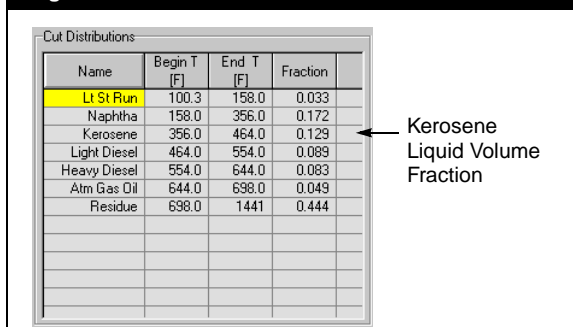 Cut Distributions
Name Begin T [F] End T [F] Fraction
Lt St Run 100.3 158.0 0.033
Naphtha 158.0 356.0 0.172
Kerosene 356.0 464.0 0.129
Light Diesel 464.0 554.0 0.089
Heavy Diesel 554.0 644.0 0.083
Atm Gas Oil 644.0 698.0 0.049
Residue 698.0 1441 0.444
Kerosene
Liquid Volume
Fraction